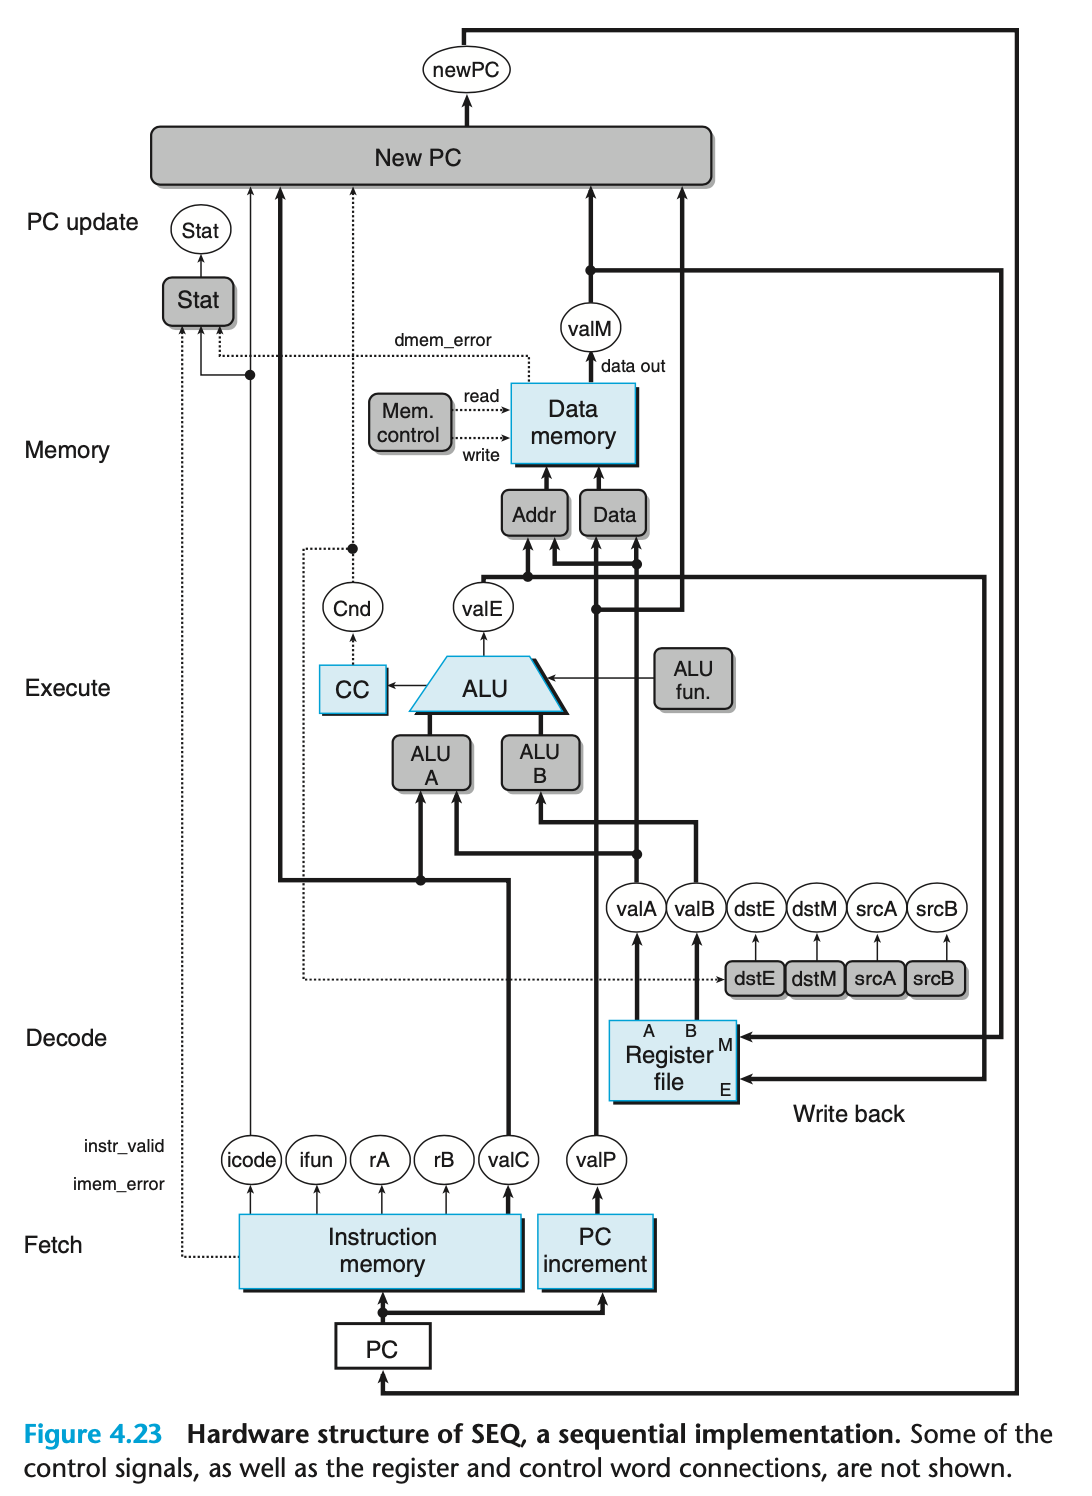 newPC
New PC
PC update
Stat
Stat
valM
dmem_error
data out
read
Mem.
control
write
Data
memory
Memory
Addr
Data
Cnd
valE
Execute
CC
ALU
ALU
fun.
ALU
A
ALU
B
valA
valB
dstE
dstM
srcA
srcB
dstE
dstM
srcA
srcB
Decode
A
B
M
Register
file
E
Write back
instr_valid
imem_error
icode
ifun
rA
rB
valC
valP
Fetch
Instruction
memory
PC
increment
PC
Figure 4.23 Hardware structure of SEQ, a sequential implementation. Some of the
control signals, as well as the register and control word connections, are not shown.